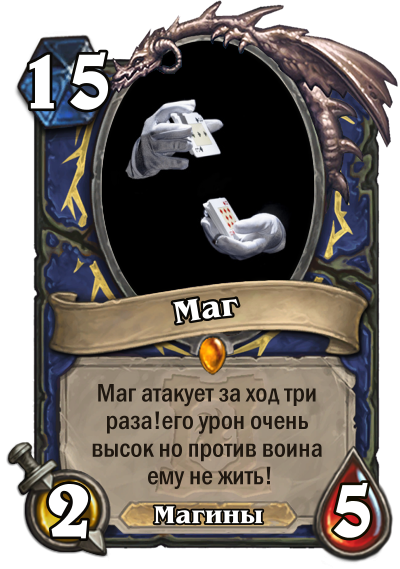 15
Маг
Маг атакует за ход три
раза!его урон очень
высок но против воина
ему не жить!
2
Магины
5